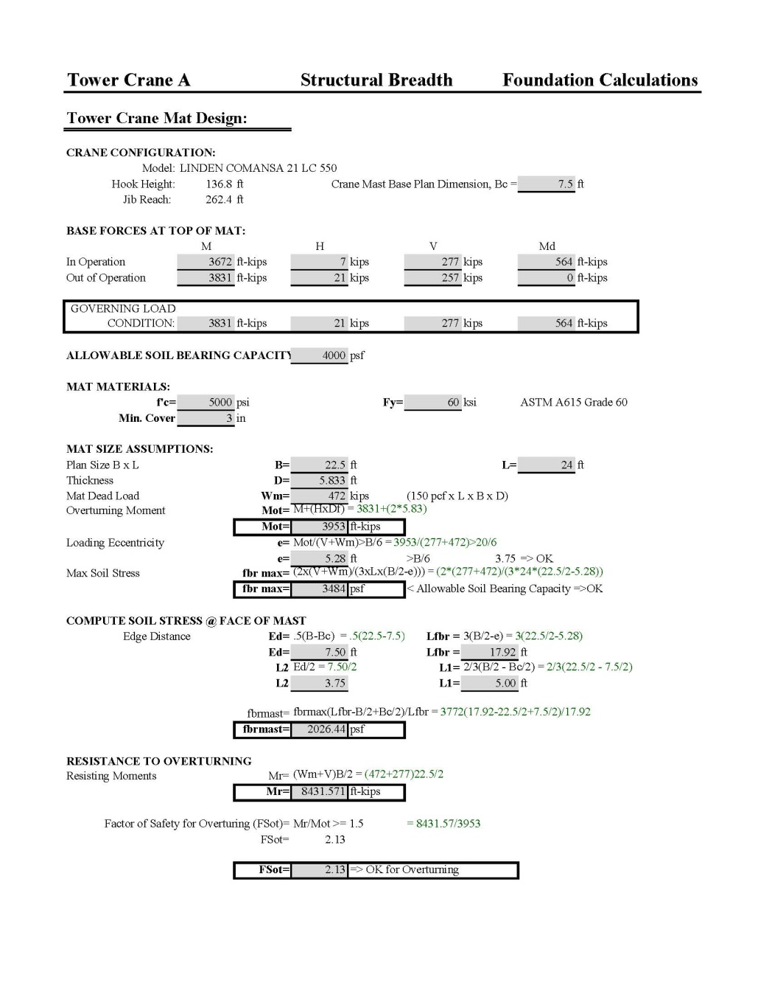 Tower Crane A Structural Breadth Foundation Calculations
Tower Crane Mat Design:
CRANE CONFIGURATION:
Model: LINDEN COMANSA 21 LC 550
Hook Height: 136.8 ft Crane Mast Base Plan Dimension, Bc = 7.5 ft
Jib Reach: 262.4 ft
BASE FORCES AT TOP OF MAT:
M H V Md
In Operation 3672 ft-kips 7 kips 277 kips 564 ft-kips
Out of Operation 3831 ft-kips 21 kips 257 kips 0 ft-kips
GOVERNING LOAD
CONDITION: 3831 ft-kips 21 kips 277 kips 564 ft-kips
ALLOWABLE SOIL BEARING CAPACITY 4000 psf
MAT MATERIALS:
f'c= 5000 psi Fy= 60 ksi ASTM A615 Grade 60
Min. Cover 3 in
MAT SIZE ASSUMPTIONS:
Plan Size B x L B= 22.5 ft L= 24 ft
Thickness D= 5.833 ft
Mat Dead Load Wm= 472 kips (150 pcf x L x B x D)
Overturning Moment Mot= M+(HxDf) = 3831+(2*5.83)
Mot= 3953 ft-kips
Loading Eccentricity e= Mot/(V+Wm)>B/6 = 3953/(277+472)>20/6
e= 5.28 ft >B/6 3.75 => OK
Max Soil Stress fbr max= (2x(V+Wm)/(3xLx(B/2-e))) = (2*(277+472)/(3*24*(22.5/2-5.28))
fbr max= 3484 psf < Allowable Soil Bearing Capacity =>OK
COMPUTE SOIL STRESS @ FACE OF MAST
Edge Distance Ed= .5(B-Bc) = .5(22.5-7.5) Lfbr = 3(B/2-e) = 3(22.5/2-5.28)
Ed= 7.50 ft Lfbr = 17.92 ft
L2 Ed/2 = 7.50/2 L1= 2/3(B/2 - Bc/2) = 2/3(22.5/2 - 7.5/2)
L2 3.75 L1= 5.00 ft
fbrmast= fbrmax(Lfbr-B/2+Bc/2)/Lfbr = 3772(17.92-22.5/2+7.5/2)/17.92
fbrmast= 2026.44 psf
RESISTANCE TO OVERTURNING
Resisting Moments Mr= (Wm+V)B/2 = (472+277)22.5/2
Mr= 8431.571 ft-kips
Factor of Safety for Overturing (FSot)= Mr/Mot >= 1.5 = 8431.57/3953
FSot= 2.13
FSot= 2.13 => OK for Overturning